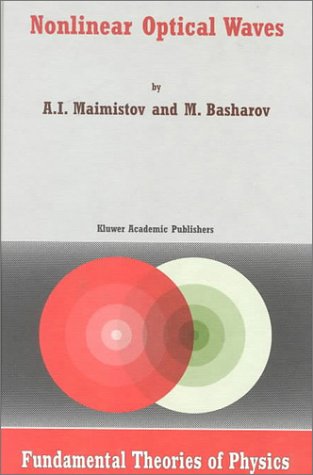 Nonlinear Optical Waves
by
A.I. Maimistov and M. Basharov
Kluwer Academic Publishers
Fundamental Theories of Physics